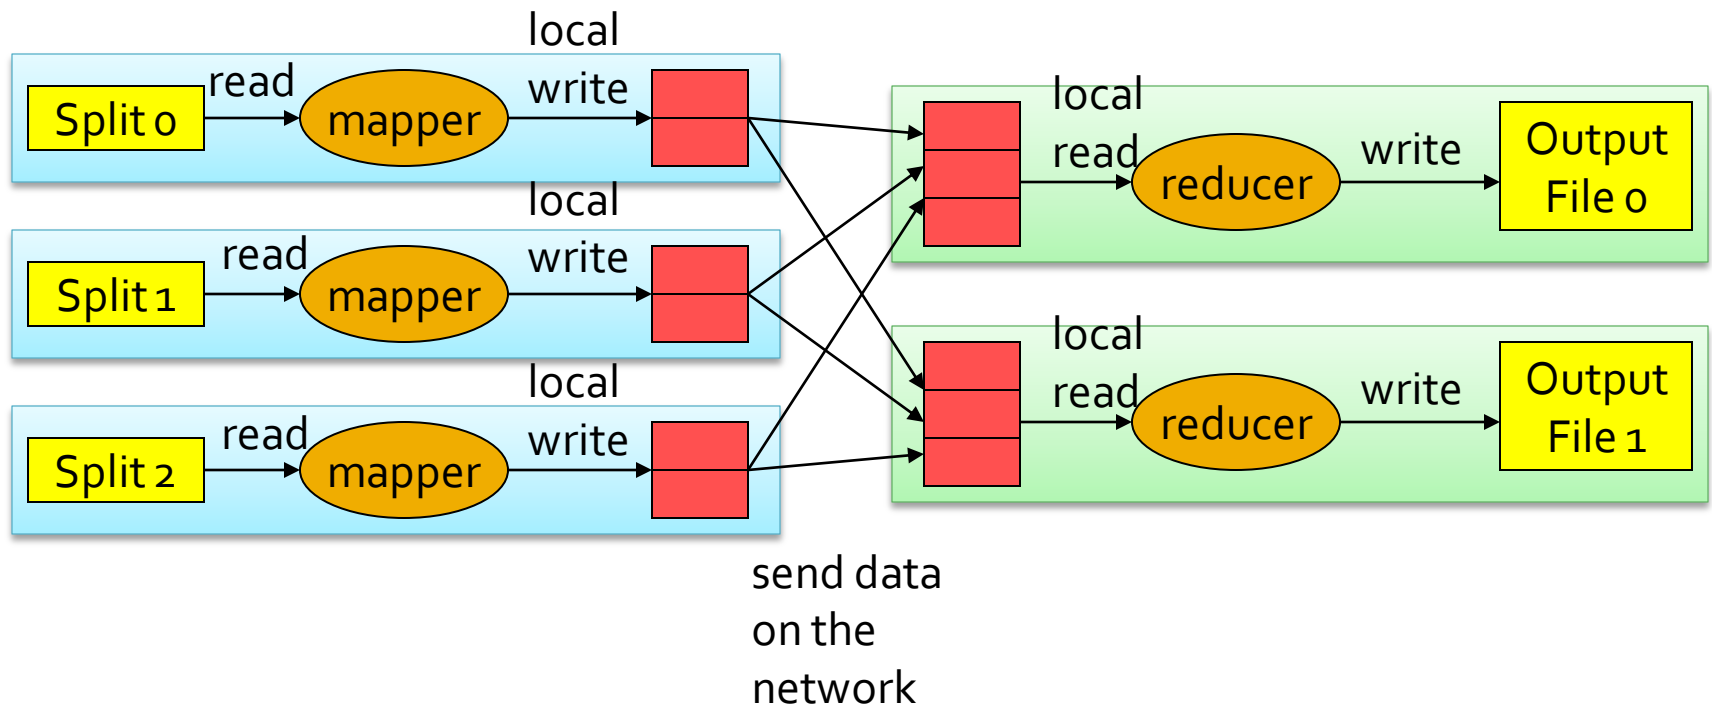 local
read
write
Split 0
mapper
local
read
write
Split 1
mapper
local
read
write
Split 2
mapper
local
read
reducer
write
Output
File 0
local
read
reducer
write
Output
File 1
send data
on the
network